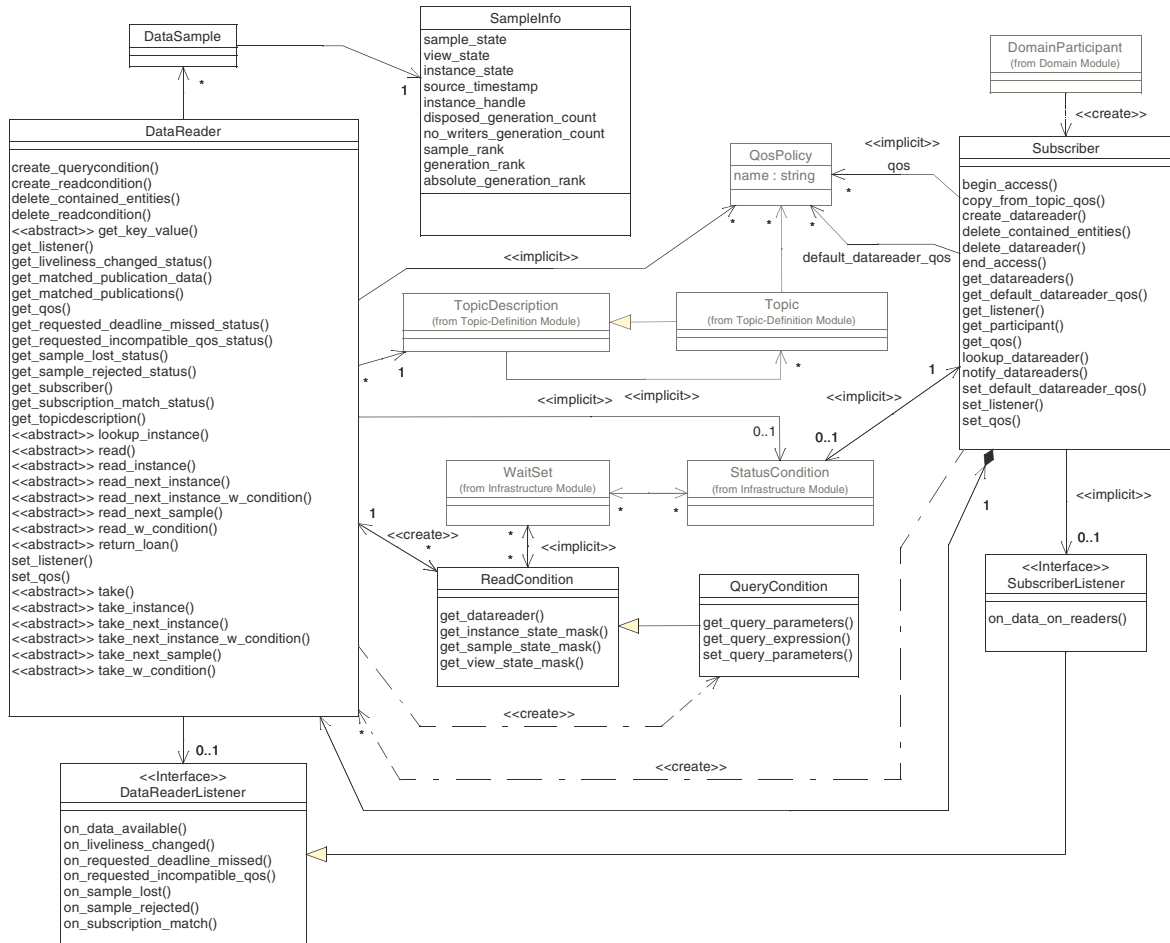 DataSample
*
SampleInfo
sample_state
view_state
instance_state
source_timestamp
instance_handle
disposed_generation_count
no_writers_generation_count
sample_rank
generation_rank
absolute_generation_rank
1
DomainParticipant
(from Domain Module)
<<create>>
DataReader
create_querycondition()
create_readcondition()
delete_contained_entities()
delete_readcondition()
<<abstract>> get_key_value()
get_listener()
get_liveliness_changed_status()
get_matched_publication_data()
get_matched_publications()
get_qos()
get_requested_deadline_missed_status()
get_requested_incompatible_qos_status()
get_sample_lost_status()
get_sample_rejected_status()
get_subscriber()
get_subscription_match_status()
get_topicdescription()
<<abstract>> lookup_instance()
<<abstract>> read()
<<abstract>> read_instance()
<<abstract>> read_next_instance()
<<abstract>> read_next_instance_w_condition()
<<abstract>> read_next_sample()
<<abstract>> read_w_condition()
<<abstract>> return_loan()
set_listener()
set_qos()
<<abstract>> take()
<<abstract>> take_instance()
<<abstract>> take_next_instance()
<<abstract>> take_next_instance_w_condition()
<<abstract>> take_next_sample()
<<abstract>> take_w_condition()
QosPolicy
name : string
<<implicit>>
qos
*
*
*
*
default_datareader_qos
<<implicit>>
Subscriber
begin_access()
copy_from_topic_qos()
create_datareader()
delete_contained_entities()
delete_datareader()
end_access()
get_datareaders()
get_default_datareader_qos()
get_listener()
get_participant()
get_qos()
lookup_datareader()
notify_datareaders()
set_default_datareader_qos()
set_listener()
set_qos()
TopicDescription
(from Topic-Definition Module)
Topic
(from Topic-Definition Module)
*
1
*
<<implicit>>
<<implicit>>
<<implicit>>
1
0..1
0..1
WaitSet
(from Infrastructure Module)
StatusCondition
(from Infrastructure Module)
*
*
1
<<create>>
*
*
*
<<implicit>>
<<implicit>>
1
0..1
ReadCondition
get_datareader()
get_instance_state_mask()
get_sample_state_mask()
get_view_state_mask()
QueryCondition
get_query_parameters()
get_query_expression()
set_query_parameters()
<<Interface>>
SubscriberListener
on_data_on_readers()
<<create>>
*
<<create>>
0..1
<<Interface>>
DataReaderListener
on_data_available()
on_liveliness_changed()
on_requested_deadline_missed()
on_requested_incompatible_qos()
on_sample_lost()
on_sample_rejected()
on_subscription_match()